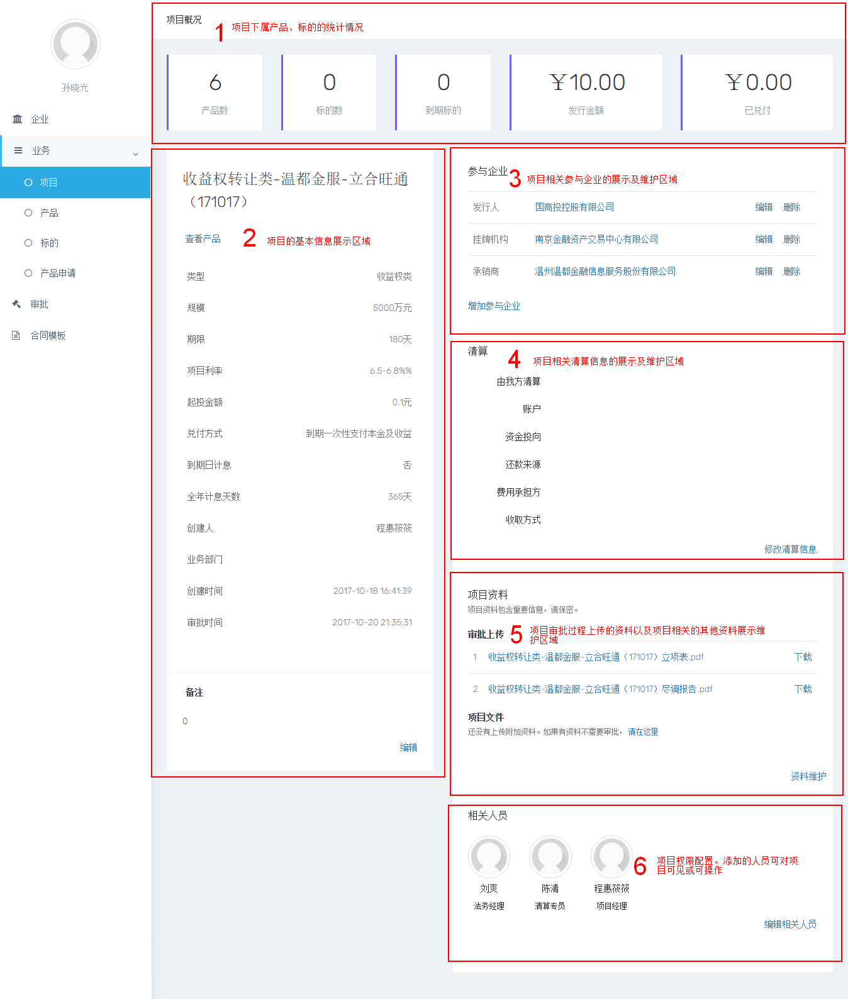 孙晓光
企业
业务
项目
产品
标的
产品申请
审批
合同模板
项目概况
1 项目下属产品、标的的统计情况
6
产品数
0
标的数
0
到期标的
￥10.00
发行金额
￥0.00
已兑付
收益权转让类-温都金服-立合旺通
（171017）
查看产品
2 项目的基本信息展示区域
类型 收益权类
规模 5000万元
期限 180天
项目利率 6.5-6.8%%
起投金额 0.1元
兑付方式 到期一次性支付本金及收益
到期日计息 否
全年计息天数 365天
创建人 程惠筱筱
业务部门
创建时间 2017-10-18 16:41:39
审批时间 2017-10-20 21:35:31
备注
0
编辑
参与企业
3 项目相关参与企业的展示及维护区域
发行人 国商投控股有限公司 编辑 删除
挂牌机构 南京金融资产交易中心有限公司 编辑 删除
承销商 温州温都金融信息服务股份有限公司 编辑 删除
增加参与企业
清算
4 项目相关清算信息的展示及维护区域
由我方清算
账户
资金投向
还款来源
费用承担方
收取方式
修改清算信息
项目资料
项目资料包含重要信息，请保密。
审批上传
5 项目审批过程上传的资料以及项目相关的其他资料展示维
护区域
1 收益权转让类-温都金服-立合旺通（171017）立项表.pdf 下载
2 收益权转让类-温都金服-立合旺通（171017）尽调报告.pdf 下载
项目文件
还没有上传附加资料。如果有资料不需要审批，请在这里
资料维护
相关人员
6 项目权限配置。添加的人员可对项
目可见或可操作
刘爽 陈清 程惠筱筱
法务经理 清算专员 项目经理
编辑相关人员